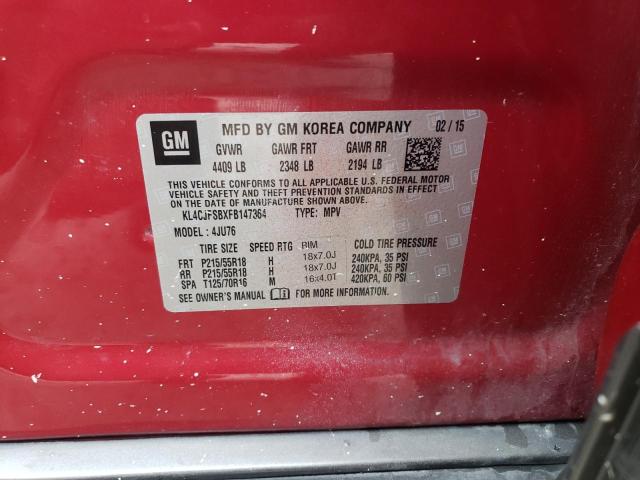 GM
MFD BY GM KOREA COMPANY 02 / 15
GVWR GAWR FRT GAWR RR
4409 LB 2348 LB 2194 LB
THIS VEHICLE CONFORMS TO ALL APPLICABLE U.S. FEDERAL MOTOR
VEHICLE SAFETY AND THEFT PREVENTION STANDARDS IN EFFECT
ON THE DATE OF MANUFACTURE SHOWN ABOVE.
KL4CJFSBXFB147364 TYPE: MPV
MODEL : 4JU76
TIRE SIZE SPEED RTG RIM COLD TIRE PRESSURE
FRT P215/55R18 H 18x7.0J 240KPA, 35 PSI
RR P215/55R18 H 18x7.0J 240KPA, 35 PSI
SPA T125/70R16 M 16x4.0T 420KPA, 60 PSI
SEE OWNER'S MANUAL FOR MORE INFORMATION.